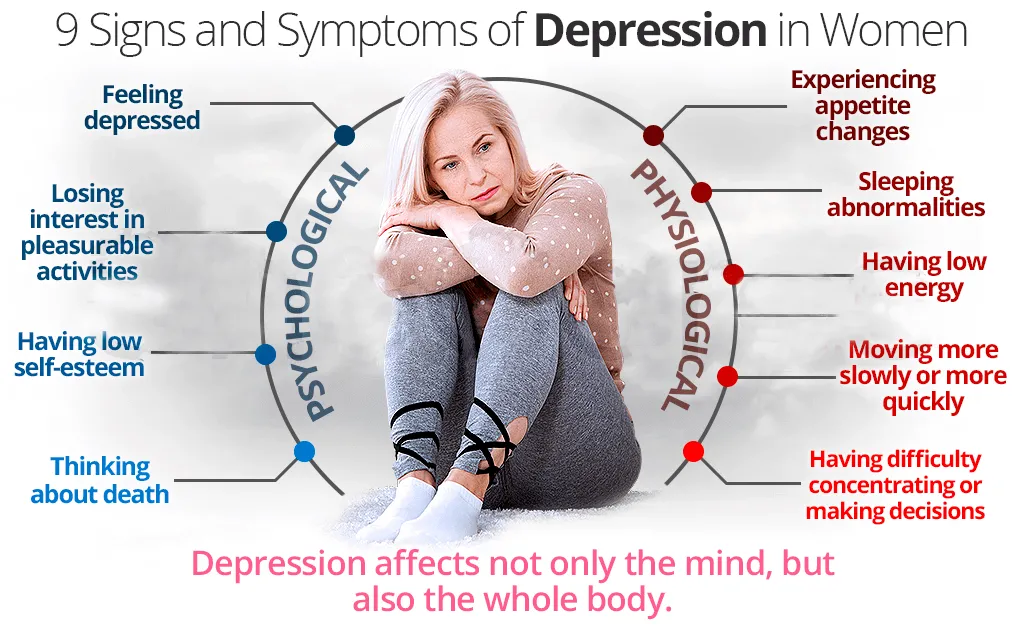 9 Signs and Symptoms of Depression in Women
Feeling
depressed
Losing
interest in
pleasurable
activities
Having low
self-esteem
Thinking
about death
PSYCHOLOGICAL
PHYSIOLOGICAL
Experiencing
appetite
changes
Sleeping
abnormalities
Having low
energy
Moving more
slowly or more
quickly
Having difficulty
concentrating or
making decisions
Depression affects not only the mind, but
also the whole body.